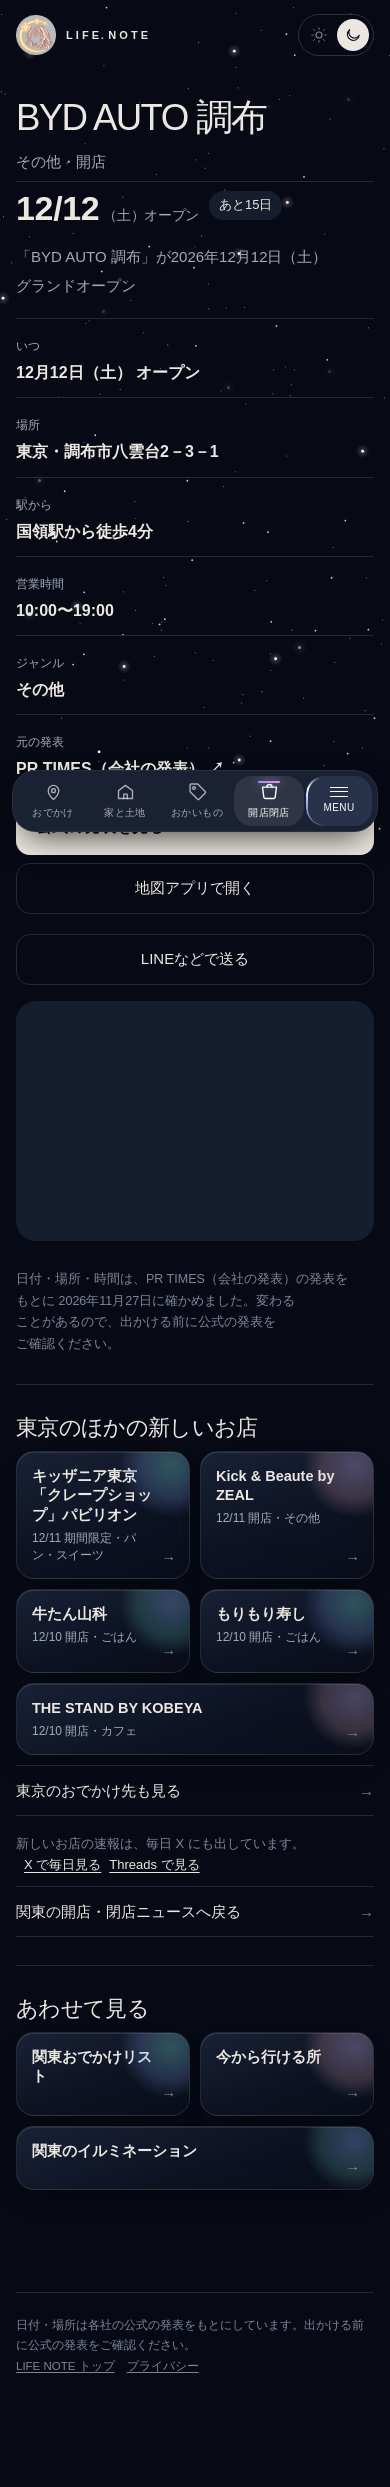 LIFE.NOTE
BYD AUTO 調布
その他・開店
12/12（土）オープン あと15日
「BYD AUTO 調布」が2026年12月12日（土）
グランドオープン
いつ
12月12日（土） オープン
場所
東京・調布市八雲台2－3－1
駅から
国領駅から徒歩4分
営業時間
10:00〜19:00
ジャンル
その他
元の発表
PR TIMES（会社の発表） ↗
おでかけ
家と土地
おかいもの
開店閉店
MENU
地図アプリで開く
LINEなどで送る
日付・場所・時間は、PR TIMES（会社の発表）の発表を
もとに 2026年11月27日に確かめました。変わる
ことがあるので、出かける前に公式の発表を
ご確認ください。
東京のほかの新しいお店
キッザニア東京
「クレープショッ
プ」パビリオン
12/11 期間限定・パ
ン・スイーツ
→
Kick & Beaute by
ZEAL
12/11 開店・その他
→
牛たん山科
12/10 開店・ごはん
→
もりもり寿し
12/10 開店・ごはん
→
THE STAND BY KOBEYA
12/10 開店・カフェ
→
東京のおでかけ先も見る →
新しいお店の速報は、毎日 X にも出しています。
X で毎日見る Threads で見る
関東の開店・閉店ニュースへ戻る →
あわせて見る
関東おでかけリス
ト
→
今から行ける所
→
関東のイルミネーション
→
日付・場所は各社の公式の発表をもとにしています。出かける前
に公式の発表をご確認ください。
LIFE NOTE トップ プライバシー